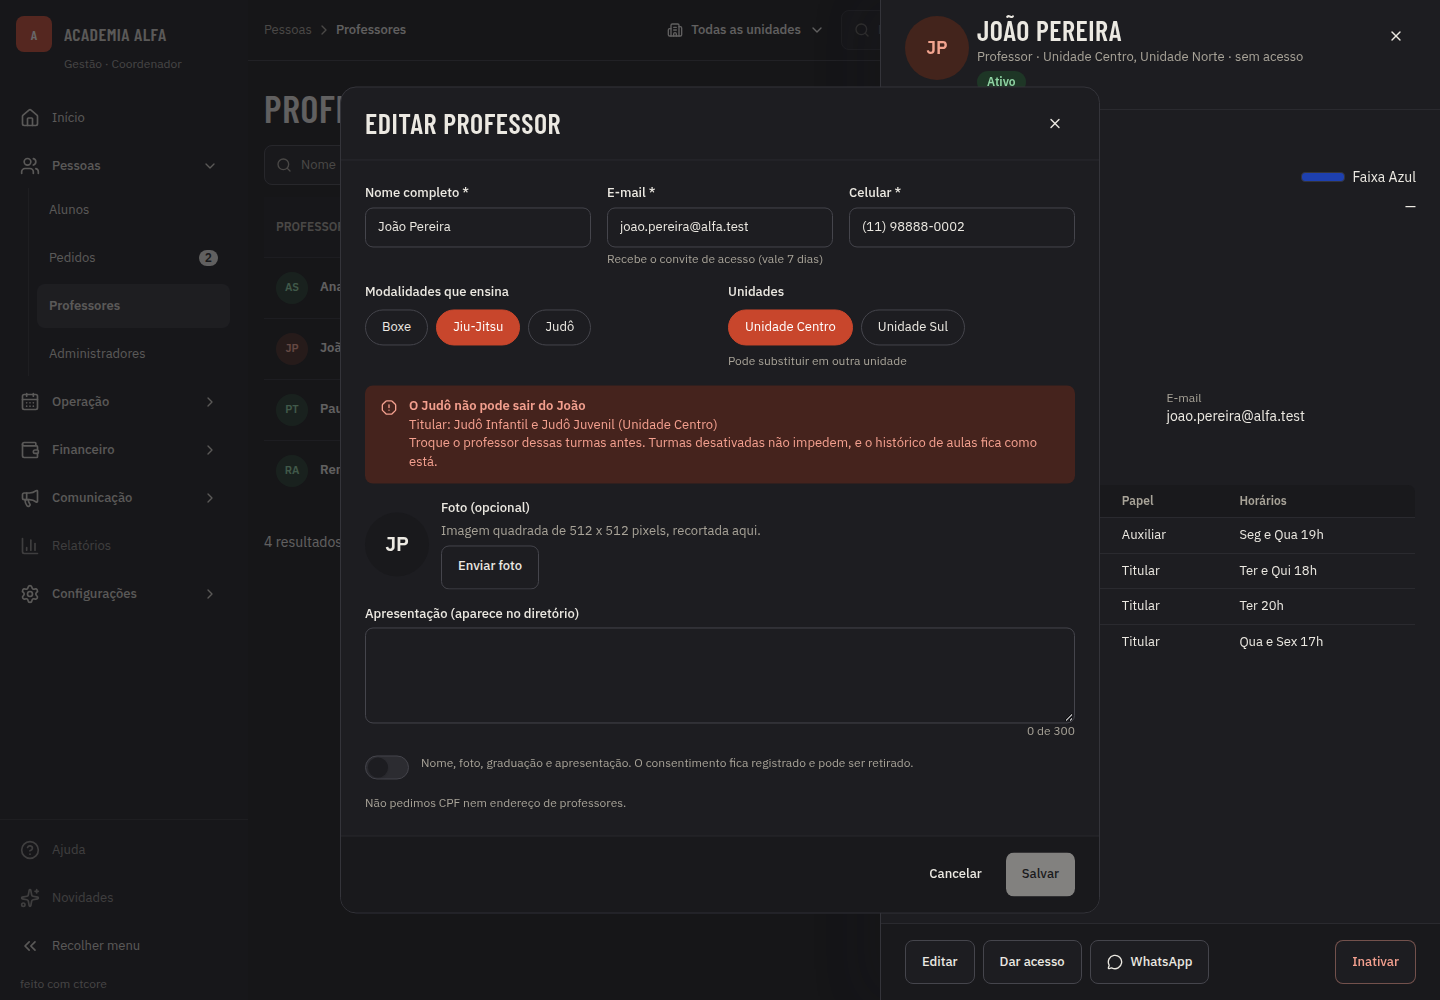 A
ACADEMIA ALFA
Gestão · Coordenador
Início
Pessoas
Alunos
Pedidos
2
Professores
Administradores
Operação
Financeiro
Comunicação
Relatórios
Configurações
Ajuda
Novidades
Recolher menu
feito com ctcore
Pessoas
Professores
Todas as unidades
PROF
Nome
PROFESSO
AS
Ana
JP
Joã
PT
Pau
RA
4 resultados
JP
JOÃO PEREIRA
Professor · Unidade Centro, Unidade Norte · sem acesso
Ativo
Faixa Azul
—
E-mail
joao.pereira@alfa.test
Papel
Horários
Auxiliar
Seg e Qua 19h
Titular
Ter e Qui 18h
Titular
Ter 20h
Titular
Qua e Sex 17h
Editar
Dar acesso
WhatsApp
Inativar
EDITAR PROFESSOR
Nome completo *
E-mail *
Celular *
João Pereira
joao.pereira@alfa.test
(11) 98888-0002
Recebe o convite de acesso (vale 7 dias)
Modalidades que ensina
Unidades
Boxe
Jiu-Jitsu
Judô
Unidade Centro
Unidade Sul
Pode substituir em outra unidade
O Judô não pode sair do João
Titular: Judô Infantil e Judô Juvenil (Unidade Centro)
Troque o professor dessas turmas antes. Turmas desativadas não impedem, e o histórico de aulas fica como
está.
JP
Foto (opcional)
Imagem quadrada de 512 x 512 pixels, recortada aqui.
Enviar foto
Apresentação (aparece no diretório)
0 de 300
Nome, foto, graduação e apresentação. O consentimento fica registrado e pode ser retirado.
Não pedimos CPF nem endereço de professores.
Cancelar
Salvar